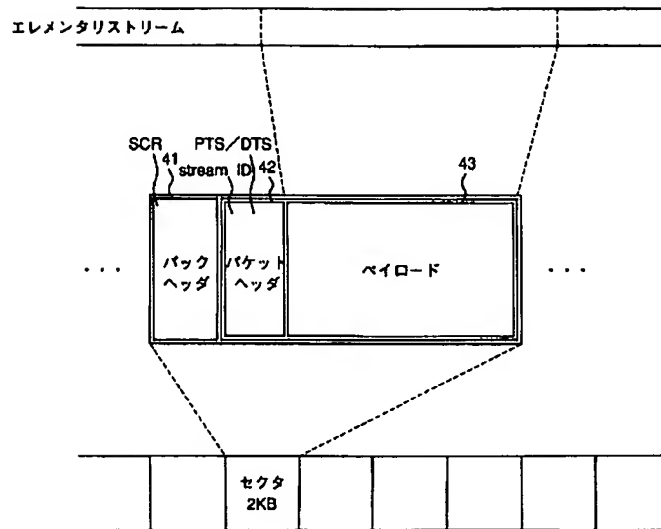 エレメンタリストリーム
SCR PTS/DTS
41 stream ID 42 43
パック パケット ペイロード
ヘッダ ヘッダ
... ...
セクタ
2KB